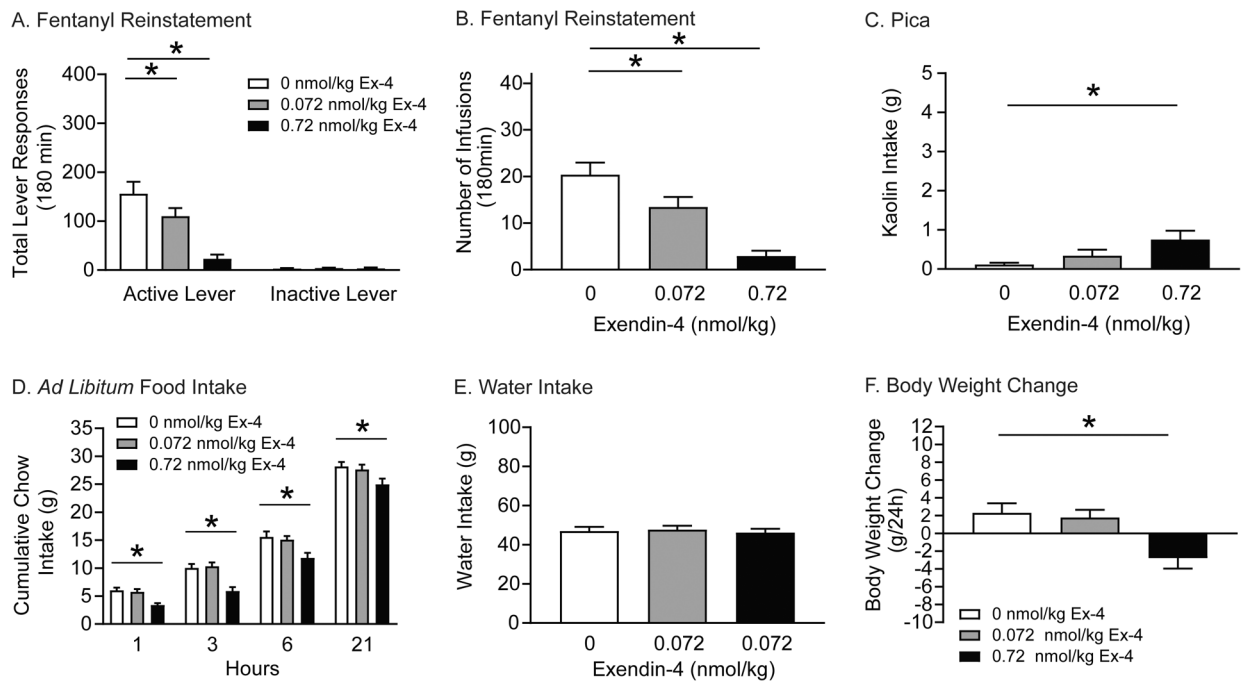 A. Fentanyl Reinstatement
Total Lever Responses
(180 min)
400
300
200
100
0
*
*
0 nmol/kg Ex-4
0.072 nmol/kg Ex-4
0.72 nmol/kg Ex-4
Active Lever
Inactive Lever
B. Fentanyl Reinstatement
Number of Infusions
(180min)
40
30
20
10
0
*
*
0 0.072 0.72
Exendin-4 (nmol/kg)
C. Pica
Kaolin Intake (g)
5
4
3
2
1
0
*
0 0.072 0.72
Exendin-4 (nmol/kg)
D. Ad Libitum Food Intake
Cumulative Chow
Intake (g)
35
30
25
20
15
10
5
0
0 nmol/kg Ex-4
0.072 nmol/kg Ex-4
0.72 nmol/kg Ex-4
*
*
*
*
1 3 6 21
Hours
E. Water Intake
Water Intake (g)
100
80
60
40
20
0
0 0.072 0.072
Exendin-4 (nmol/kg)
F. Body Weight Change
Body Weight Change
(g/24h)
12
10
8
6
4
2
0
-2
-4
-6
-8
-10
*
0 nmol/kg Ex-4
0.072 nmol/kg Ex-4
0.72 nmol/kg Ex-4